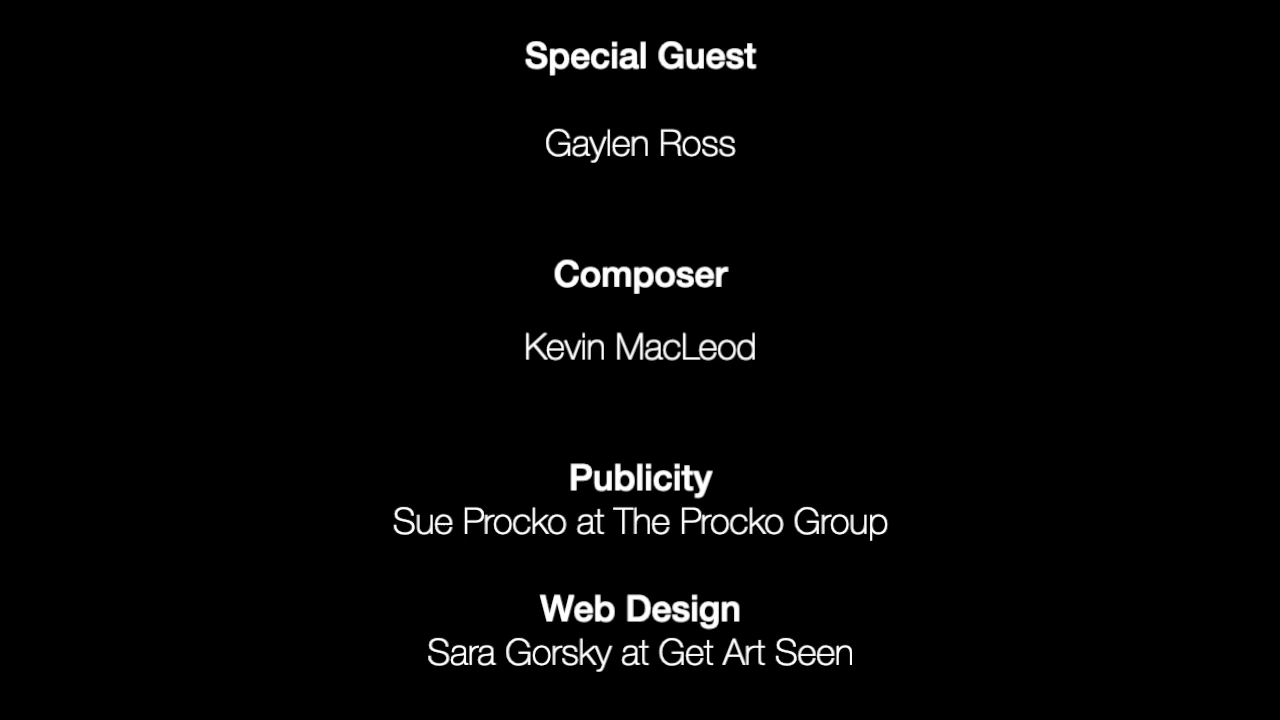 Special Guest
Gaylen Ross
Composer
Kevin MacLeod
Publicity
Sue Procko at The Procko Group
Web Design
Sara Gorsky at Get Art Seen